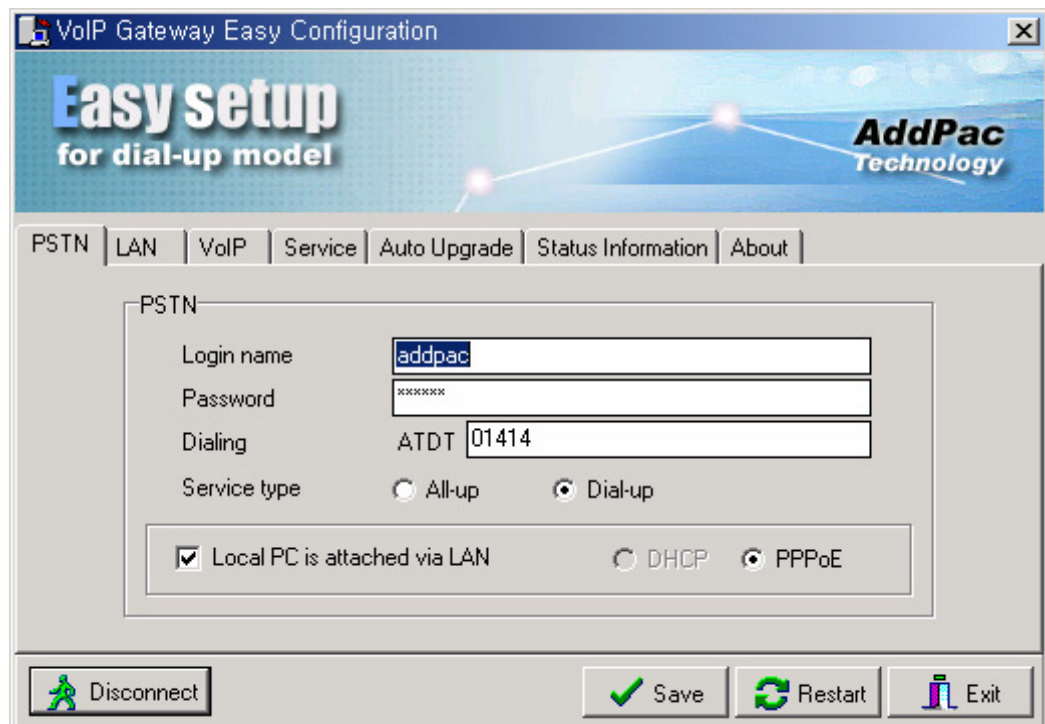 VoIP Gateway Easy Configuration
Easy setup
for dial-up model
AddPac
Technology
PSTN LAN VoIP Service Auto Upgrade Status Information About
PSTN
Login name addpac
Password ******
Dialing ATDT 01414
Service type All-up Dial-up
Local PC is attached via LAN DHCP PPPoE
Disconnect Save Restart Exit